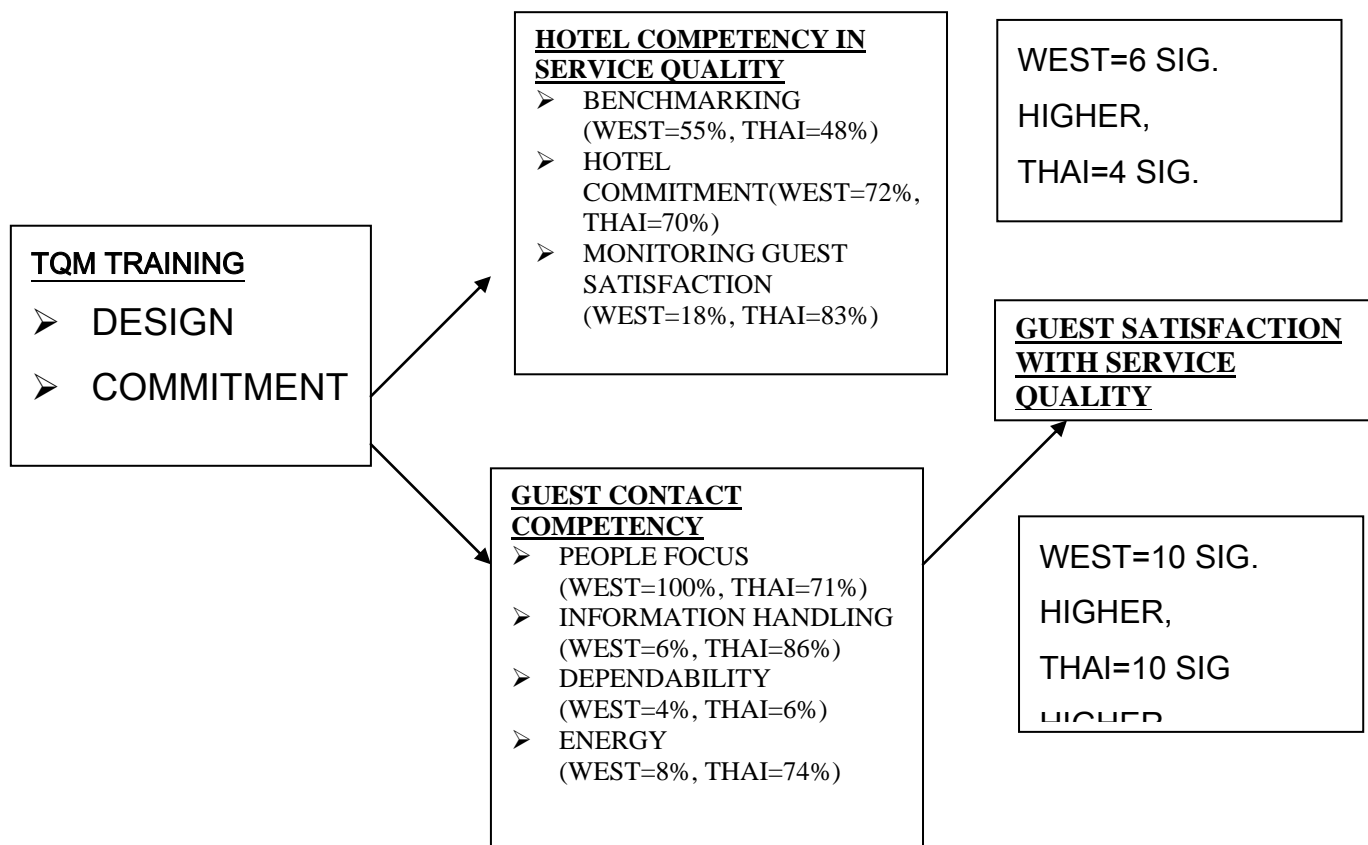 TQM TRAINING
➢ DESIGN
➢ COMMITMENT
HOTEL COMPETENCY IN
SERVICE QUALITY
➢ BENCHMARKING
(WEST=55%, THAI=48%)
➢ HOTEL
COMMITMENT(WEST=72%,
THAI=70%)
➢ MONITORING GUEST
SATISFACTION
(WEST=18%, THAI=83%)
GUEST CONTACT
COMPETENCY
➢ PEOPLE FOCUS
(WEST=100%, THAI=71%)
➢ INFORMATION HANDLING
(WEST=6%, THAI=86%)
➢ DEPENDABILITY
(WEST=4%, THAI=6%)
➢ ENERGY
(WEST=8%, THAI=74%)
WEST=6 SIG.
HIGHER,
THAI=4 SIG.
GUEST SATISFACTION
WITH SERVICE
QUALITY
WEST=10 SIG.
HIGHER,
THAI=10 SIG
HIGHER